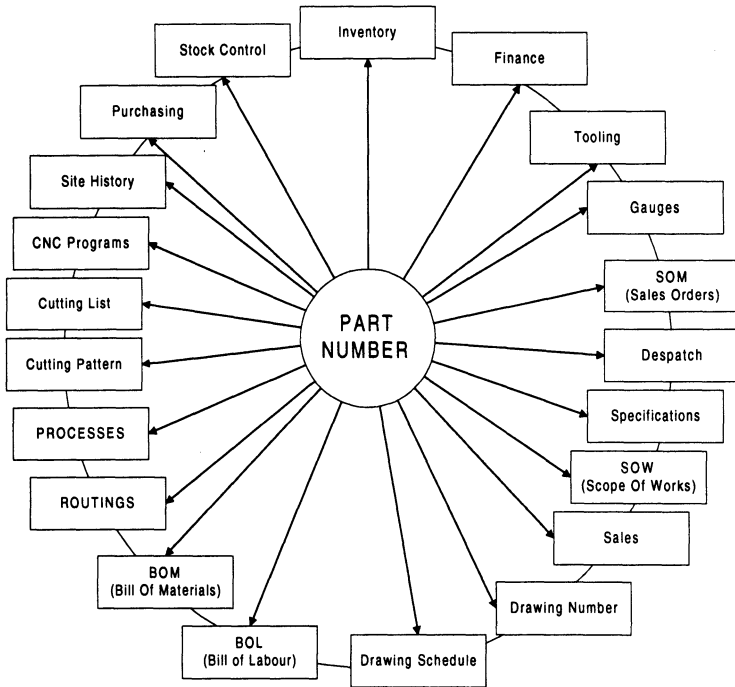 Inventory
Stock Control
Finance
Purchasing
Tooling
Site History
Gauges
CNC Programs
SOM
(Sales Orders)
Cutting List
PART
NUMBER
Despatch
Cutting Pattern
Specifications
PROCESSES
SOW
(Scope Of Works)
ROUTINGS
Sales
BOM
(Bill Of Materials)
Drawing Number
BOL
(Bill of Labour)
Drawing Schedule